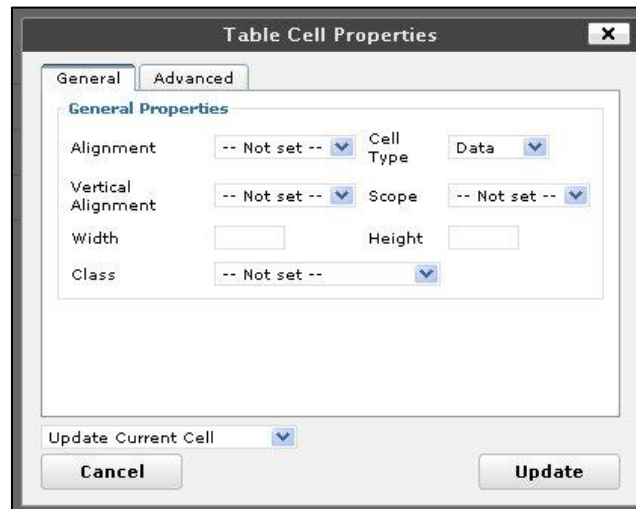 Table Cell Properties X
General Advanced
General Properties
Alignment -- Not set -- Cell Type Data
Vertical Alignment -- Not set -- Scope -- Not set --
Width Height
Class -- Not set --
Update Current Cell
Cancel Update